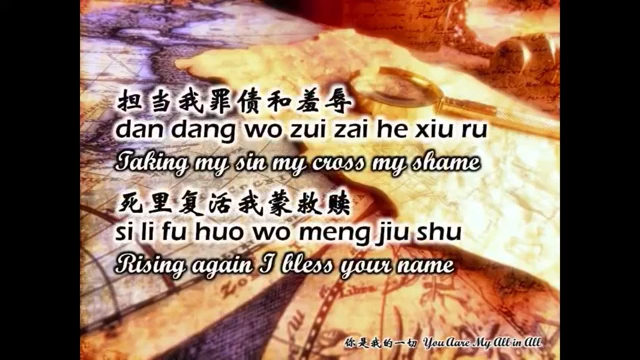 担当我罪债和羞辱
dan dang wo zui zai he xiu ru
Taking my sin my cross my shame
死里复活我蒙救赎
si li fu huo wo meng jiu shu
Rising again I bless your name
你是我的一切 You Aare My All in All